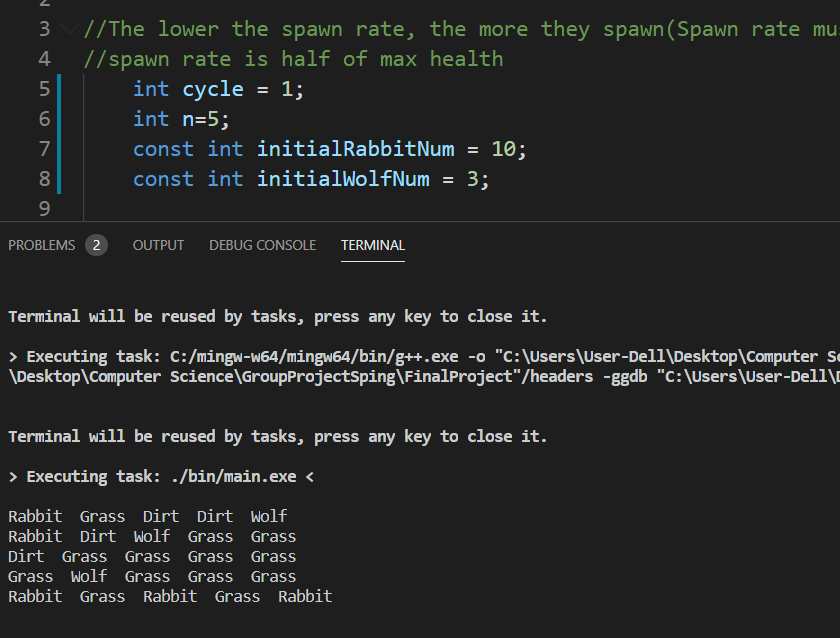 2
3 //The lower the spawn rate, the more they spawn(Spawn rate mu
4 //spawn rate is half of max health
5 int cycle = 1;
6 int n=5;
7 const int initialRabbitNum = 10;
8 const int initialWolfNum = 3;
9
PROBLEMS 2 OUTPUT DEBUG CONSOLE TERMINAL
Terminal will be reused by tasks, press any key to close it.
> Executing task: C:/mingw-w64/mingw64/bin/g++.exe -o "C:\Users\User-Dell\Desktop\Computer Sc
\Desktop\Computer Science\GroupProjectSping\FinalProject"/headers -ggdb "C:\Users\User-Dell\D
Terminal will be reused by tasks, press any key to close it.
> Executing task: ./bin/main.exe <
Rabbit Grass Dirt Dirt Wolf
Rabbit Dirt Wolf Grass Grass
Dirt Grass Grass Grass Grass
Grass Wolf Grass Grass Grass
Rabbit Grass Rabbit Grass Rabbit